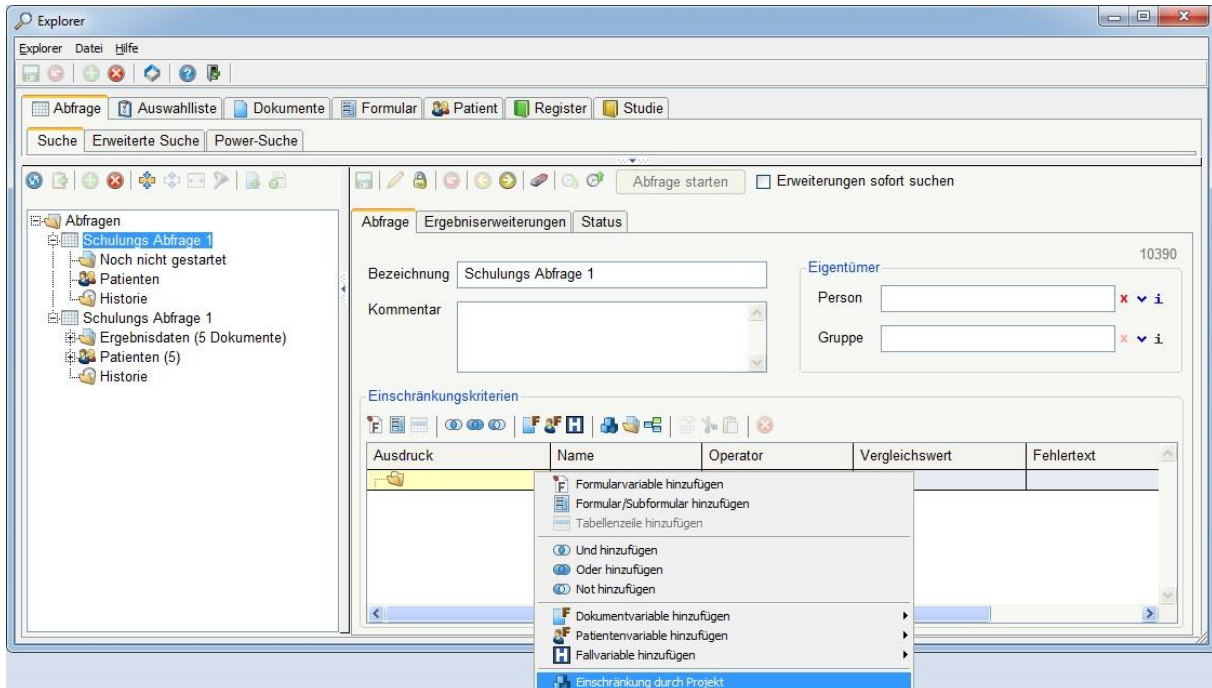 Explorer
Explorer Datei Hilfe
Abfrage Auswahlliste Dokumente Formular Patient Register Studie
Suche Erweiterte Suche Power-Suche
Abfrage starten Erweiterungen sofort suchen
Abfragen
Schulungs Abfrage 1
Noch nicht gestartet
Patienten
Historie
Schulungs Abfrage 1
Ergebnisdaten (5 Dokumente)
Patienten (5)
Historie
Abfrage Ergebniserweiterungen Status
10390
Bezeichnung Schulungs Abfrage 1
Kommentar
Eigentümer
Person
Gruppe
Einschränkungskriterien
Ausdruck Name Operator Vergleichswert Fehlertext
Formularvariable hinzufügen
Formular/Subformular hinzufügen
Tabellenzeile hinzufügen
Und hinzufügen
Oder hinzufügen
Not hinzufügen
Dokumentvariable hinzufügen
Patientenvariable hinzufügen
Fallvariable hinzufügen
Einschränkung durch Projekt